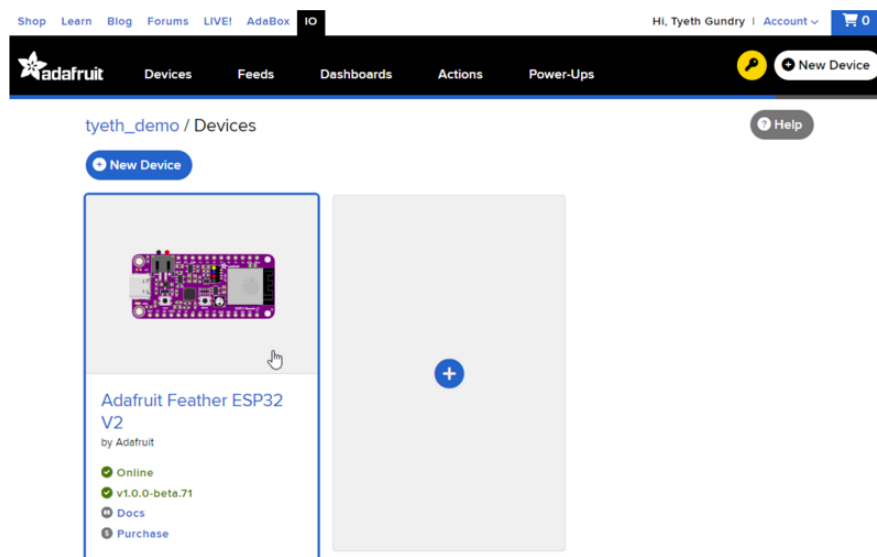 Shop Learn Blog Forums LIVE! AdaBox IO Hi, Tyeth Gundry | Account 0
adafruit Devices Feeds Dashboards Actions Power-Ups New Device
tyeth_demo / Devices ? Help
New Device
Adafruit Feather ESP32
V2
by Adafruit
Online
v1.0.0-beta.71
Docs
Purchase